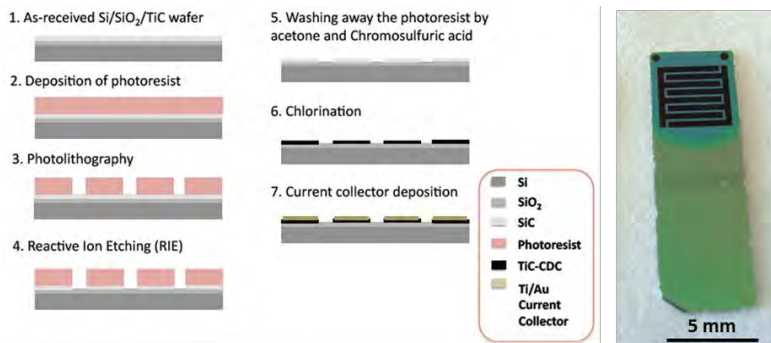 1. As-received Si/SiO₂/TiC wafer
2. Deposition of photoresist
3. Photolithography
4. Reactive Ion Etching (RIE)
5. Washing away the photoresist by
acetone and Chromosulfuric acid
6. Chlorination
7. Current collector deposition
Si
SiO₂
SiC
Photoresist
TiC-CDC
Ti/Au
Current
Collector
5 mm